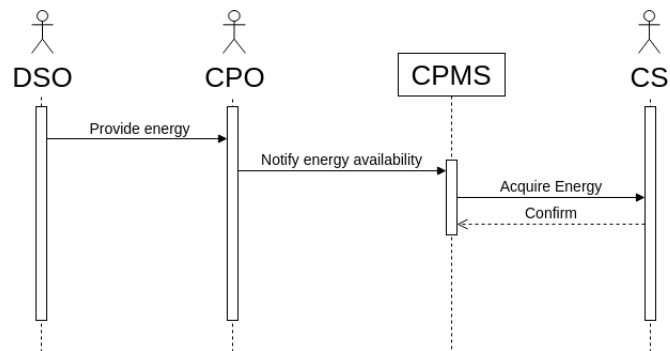 DSO
CPO
CPMS
CS
Provide energy
Notify energy availability
Acquire Energy
Confirm